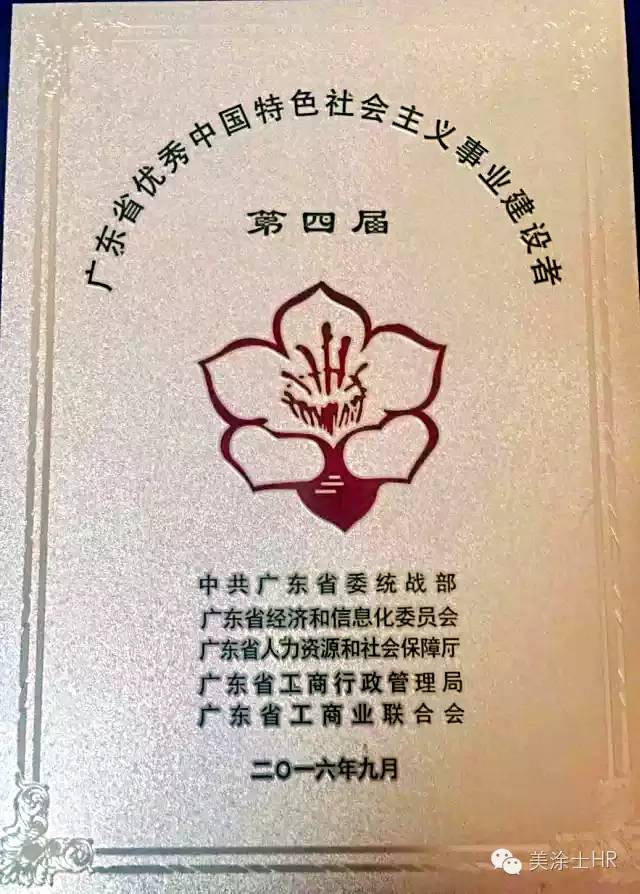 广东省优秀中国特色社会主义事业建设者
第四届
中共广东省委统战部
广东省经济和信息化委员会
广东省人力资源和社会保障厅
广东省工商行政管理局
广东省工商业联合会
二〇一六年九月
美涂士HR